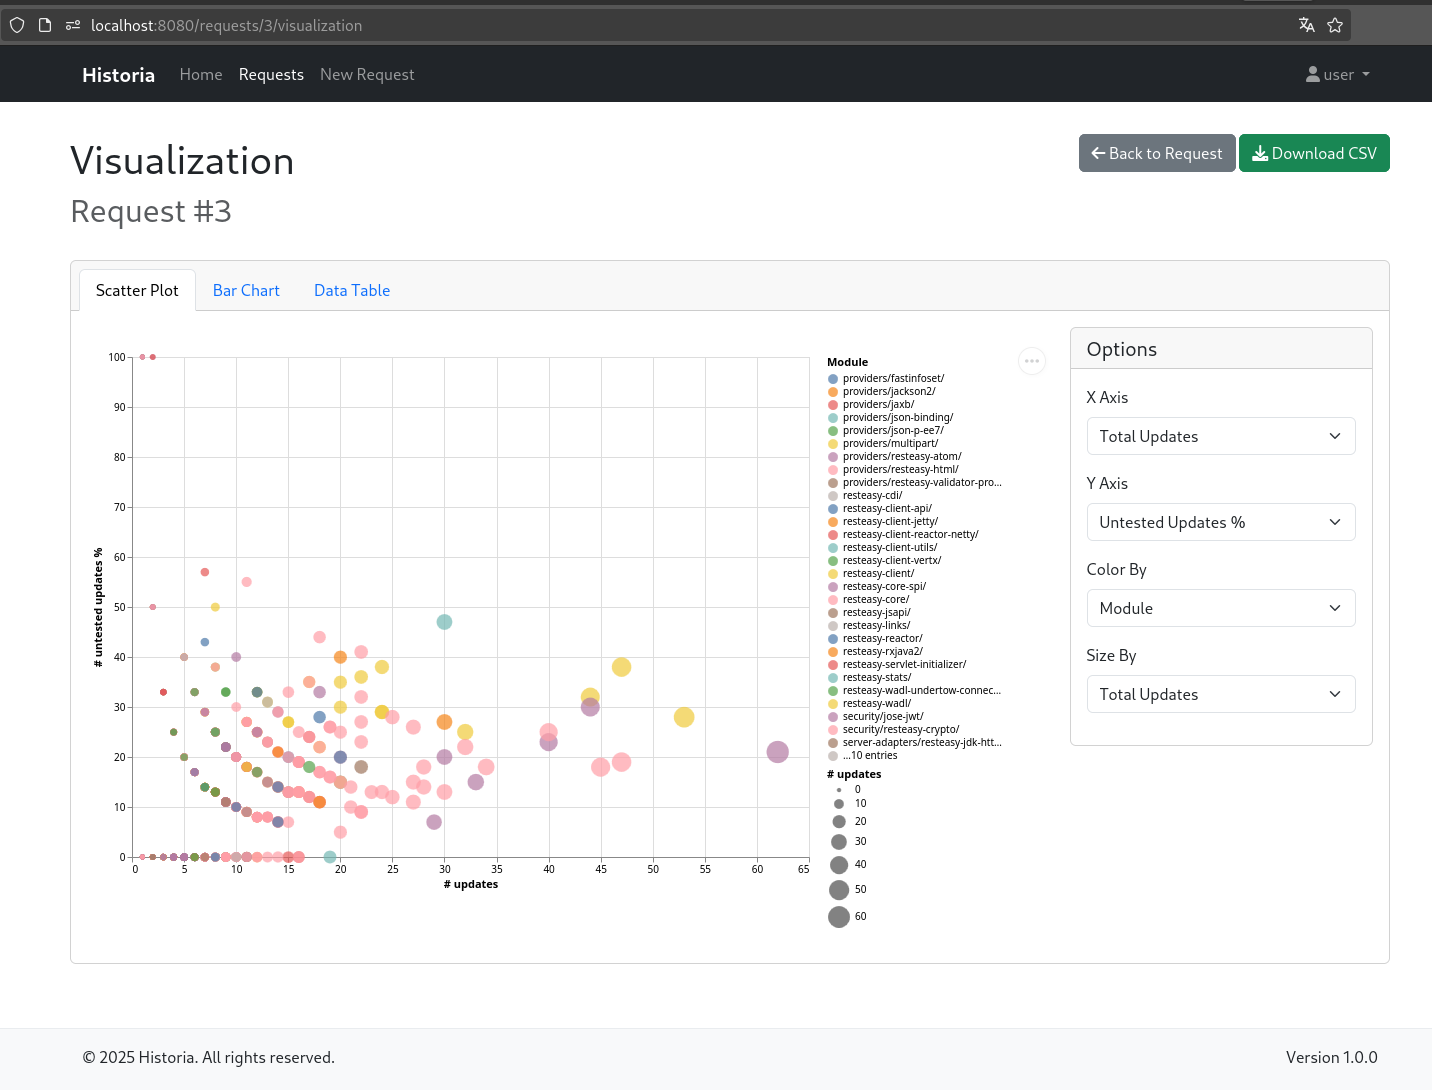 localhost:8080/requests/3/visualization
Historia Home Requests New Request user
Visualization
Back to Request Download CSV
Request #3
Scatter Plot Bar Chart Data Table
# untested updates %
100
90
80
70
60
50
40
30
20
10
0
0 5 10 15 20 25 30 35 40 45 50 55 60 65
# updates
Module
providers/fastinfoset/
providers/jackson2/
providers/jaxb/
providers/json-binding/
providers/json-p-ee7/
providers/multipart/
providers/resteasy-atom/
providers/resteasy-html/
providers/resteasy-validator-pro...
resteasy-cdi/
resteasy-client-api/
resteasy-client-jetty/
resteasy-client-reactor-netty/
resteasy-client-utils/
resteasy-client-vertx/
resteasy-client/
resteasy-core-spi/
resteasy-core/
resteasy-jsapi/
resteasy-links/
resteasy-reactor/
resteasy-rxjava2/
resteasy-servlet-initializer/
resteasy-stats/
resteasy-wadl-undertow-connec...
resteasy-wadl/
security/jose-jwt/
security/resteasy-crypto/
server-adapters/resteasy-jdk-htt...
...10 entries
# updates
0
10
20
30
40
50
60
Options
X Axis
Total Updates
Y Axis
Untested Updates %
Color By
Module
Size By
Total Updates
© 2025 Historia. All rights reserved.
Version 1.0.0